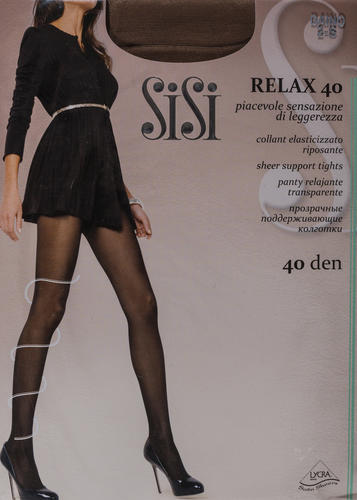 SiSi
RELAX 40
piacevole sensazione
di leggerezza
collant elasticizzato
riposante
sheer support tights
panty relajante
transparente
прозрачные
поддерживающие
колготки
40 den
LYCRA